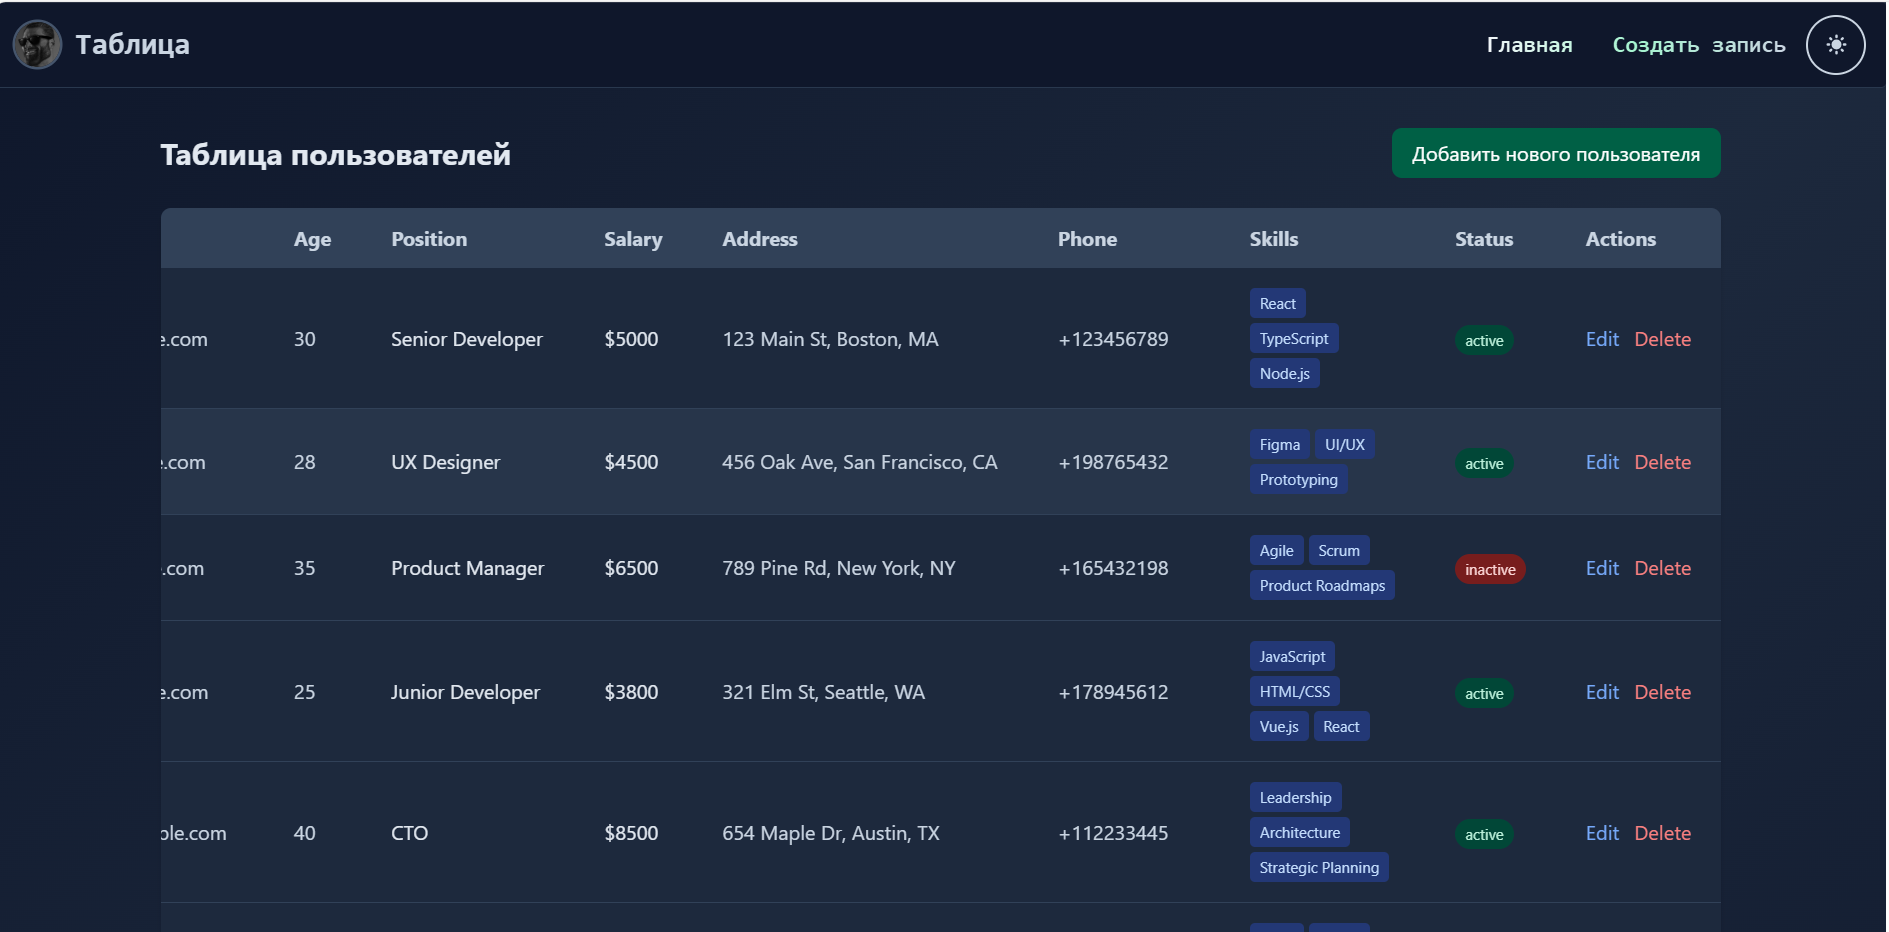 Таблица
Главная Создать запись
Таблица пользователей
Добавить нового пользователя
Age Position Salary Address Phone Skills Status Actions
e.com 30 Senior Developer $5000 123 Main St, Boston, MA +123456789 React TypeScript Node.js active Edit Delete
.com 28 UX Designer $4500 456 Oak Ave, San Francisco, CA +198765432 Figma UI/UX Prototyping active Edit Delete
.com 35 Product Manager $6500 789 Pine Rd, New York, NY +165432198 Agile Scrum Product Roadmaps inactive Edit Delete
e.com 25 Junior Developer $3800 321 Elm St, Seattle, WA +178945612 JavaScript HTML/CSS Vue.js React active Edit Delete
ple.com 40 CTO $8500 654 Maple Dr, Austin, TX +112233445 Leadership Architecture Strategic Planning active Edit Delete